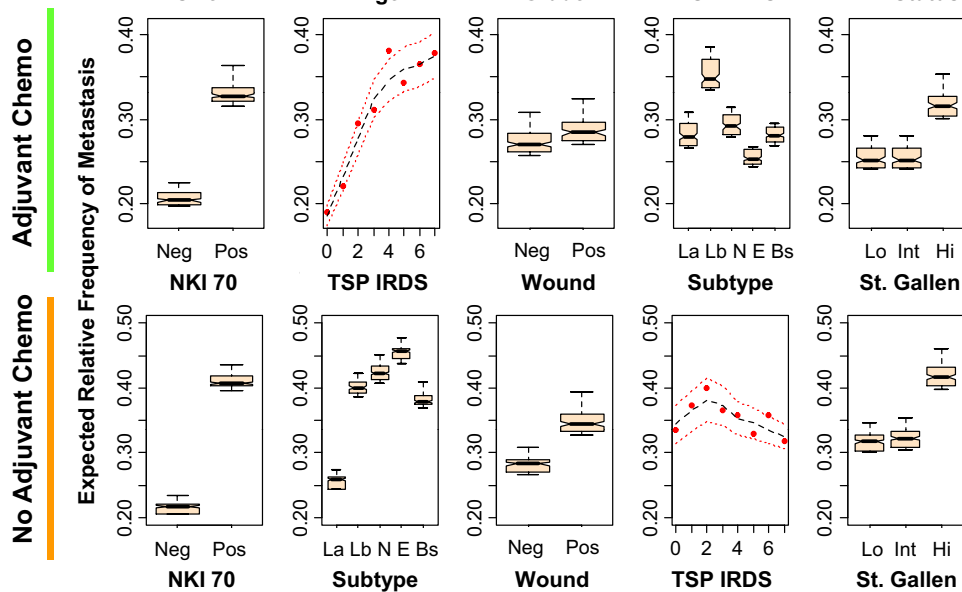 Adjuvant Chemo
No Adjuvant Chemo
Expected Relative Frequency of Metastasis
0.40
0.30
0.20
Neg Pos
NKI 70
0.40
0.30
0.20
0 2 4 6
TSP IRDS
0.40
0.30
0.20
Neg Pos
Wound
0.40
0.30
0.20
La Lb N E Bs
Subtype
0.40
0.30
0.20
Lo Int Hi
St. Gallen
0.50
0.40
0.30
0.20
Neg Pos
NKI 70
0.50
0.40
0.30
0.20
La Lb N E Bs
Subtype
0.50
0.40
0.30
0.20
Neg Pos
Wound
0.50
0.40
0.30
0.20
0 2 4 6
TSP IRDS
0.50
0.40
0.30
0.20
Lo Int Hi
St. Gallen